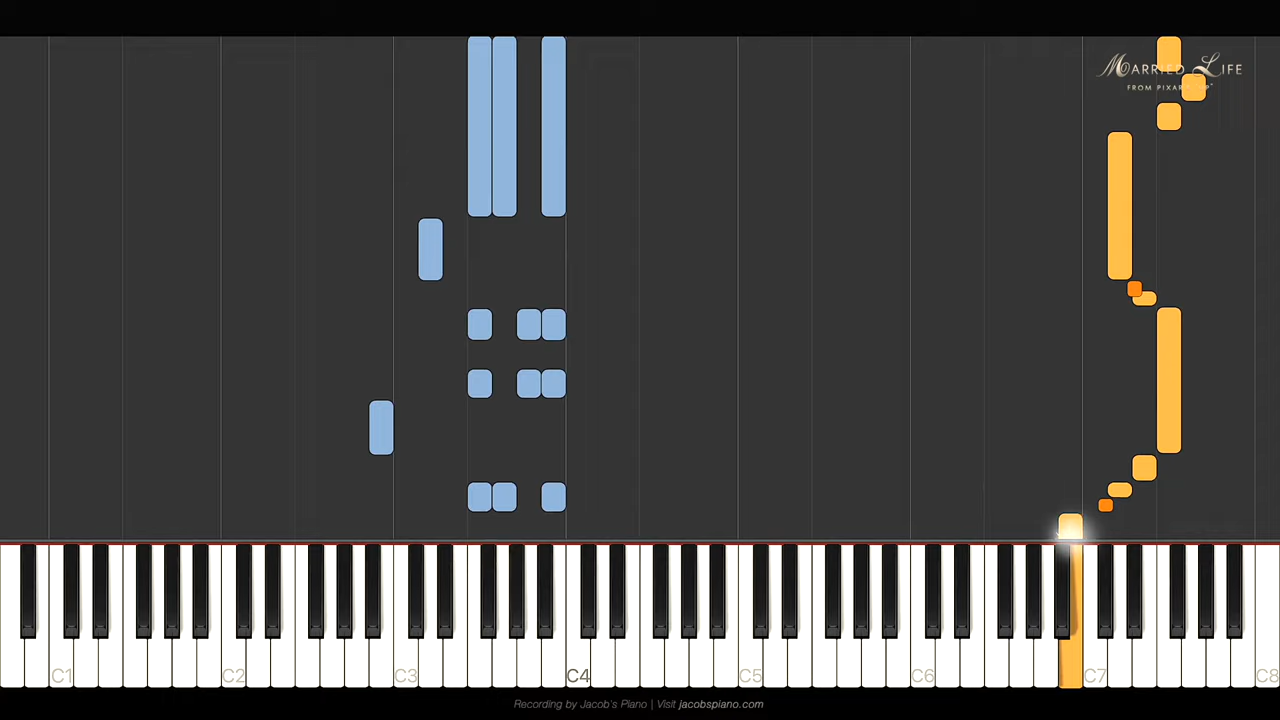 MARRIED LIFE
FROM PIXAR'S "UP"
C1 C2 C3 C4 C5 C6 C7 C8
Recording by Jacob's Piano | Visit jacobspiano.com